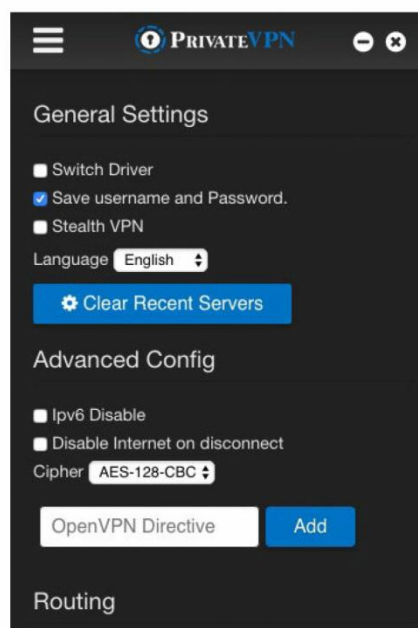 PRIVATEVPN
General Settings
Switch Driver
Save username and Password.
Stealth VPN
Language English
Clear Recent Servers
Advanced Config
Ipv6 Disable
Disable Internet on disconnect
Cipher AES-128-CBC
OpenVPN Directive Add
Routing